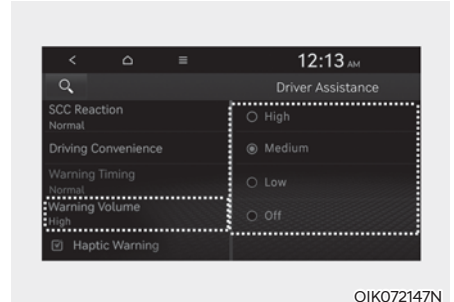 12:13 AM
Driver Assistance
SCC Reaction
Normal
Driving Convenience
Warning Timing
Normal
Warning Volume
High
Haptic Warning
High
Medium
Low
Off
OIK072147N